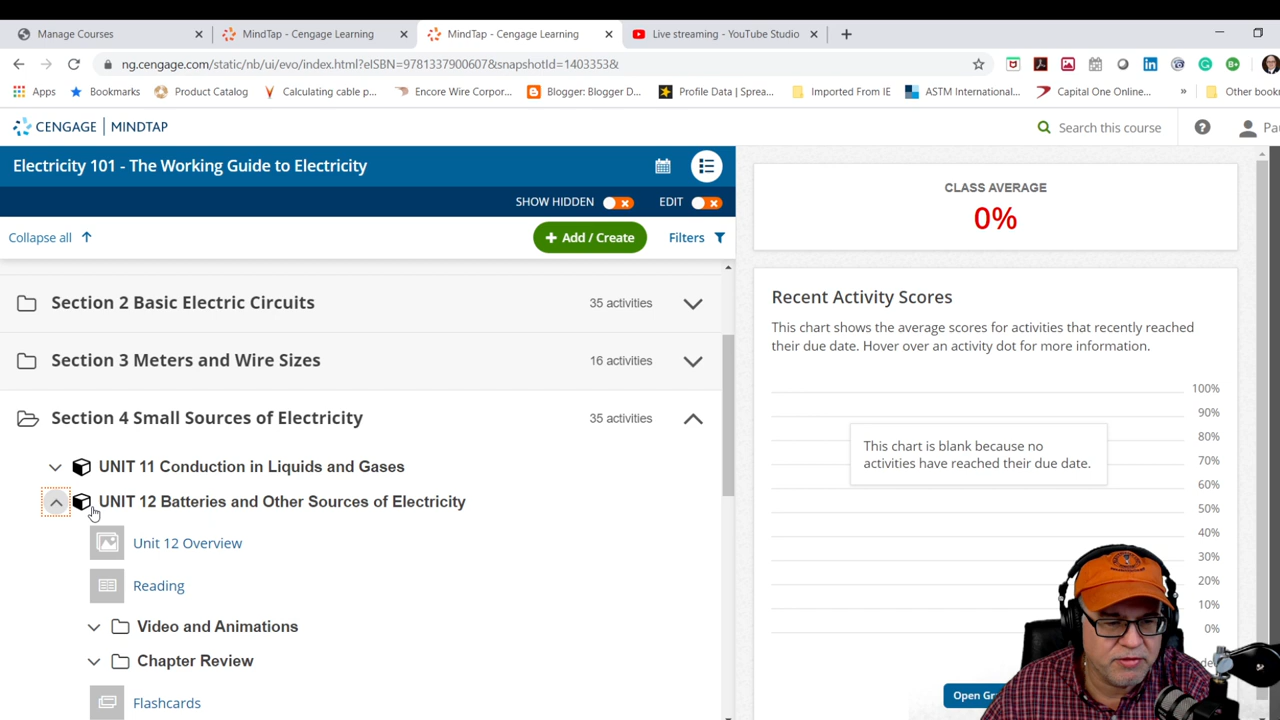 Manage Courses
MindTap - Cengage Learning
MindTap - Cengage Learning
Live streaming - YouTube Studio
ng.cengage.com/static/nb/ui/evo/index.html?eISBN=9781337900607&snapshotId=1403353&
Apps
Bookmarks
Product Catalog
Calculating cable p...
Encore Wire Corpor...
Blogger: Blogger D...
Profile Data | Sprea...
Imported From IE
ASTM International...
Capital One Online...
»
Other book
CENGAGE | MINDTAP
Search this course
Pa
Electricity 101 - The Working Guide to Electricity
SHOW HIDDEN
EDIT
Collapse all
+ Add / Create
Filters
Section 2 Basic Electric Circuits
35 activities
Section 3 Meters and Wire Sizes
16 activities
Section 4 Small Sources of Electricity
35 activities
UNIT 11 Conduction in Liquids and Gases
UNIT 12 Batteries and Other Sources of Electricity
Unit 12 Overview
Reading
Video and Animations
Chapter Review
Flashcards
CLASS AVERAGE
0%
Recent Activity Scores
This chart shows the average scores for activities that recently reached
their due date. Hover over an activity dot for more information.
100%
90%
80%
70%
60%
50%
40%
30%
20%
10%
0%
This chart is blank because no
activities have reached their due date.
Open